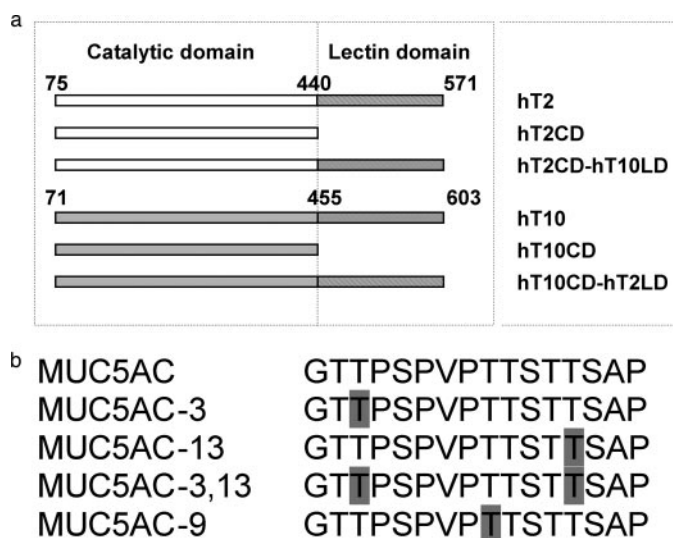 a
Catalytic domain Lectin domain
75 440 571
hT2
hT2CD
hT2CD-hT10LD
71 455 603
hT10
hT10CD
hT10CD-hT2LD
b
MUC5AC GTTPSPVPTTSTTSAP
MUC5AC-3 GTTPSPVPTTSTTSAP
MUC5AC-13 GTTPSPVPTTSTTSAP
MUC5AC-3,13 GTTPSPVPTTSTTSAP
MUC5AC-9 GTTPSPVPTTSTTSAP